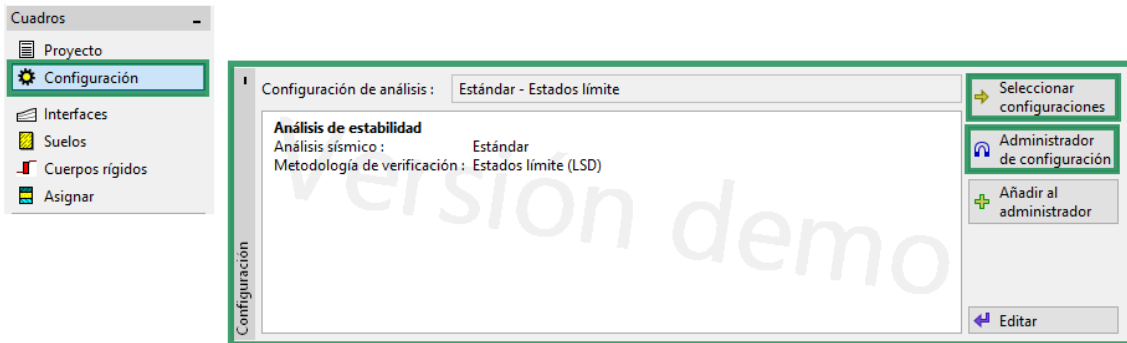 Cuadros
Proyecto
Configuración
Interfaces
Suelos
Cuerpos rígidos
Asignar
Configuración de análisis : Estándar - Estados límite
Análisis de estabilidad
Análisis sísmico : Estándar
Metodología de verificación : Estados límite (LSD)
versión demo
Configuración
Seleccionar
configuraciones
Administrador
de configuración
Añadir al
administrador
Editar